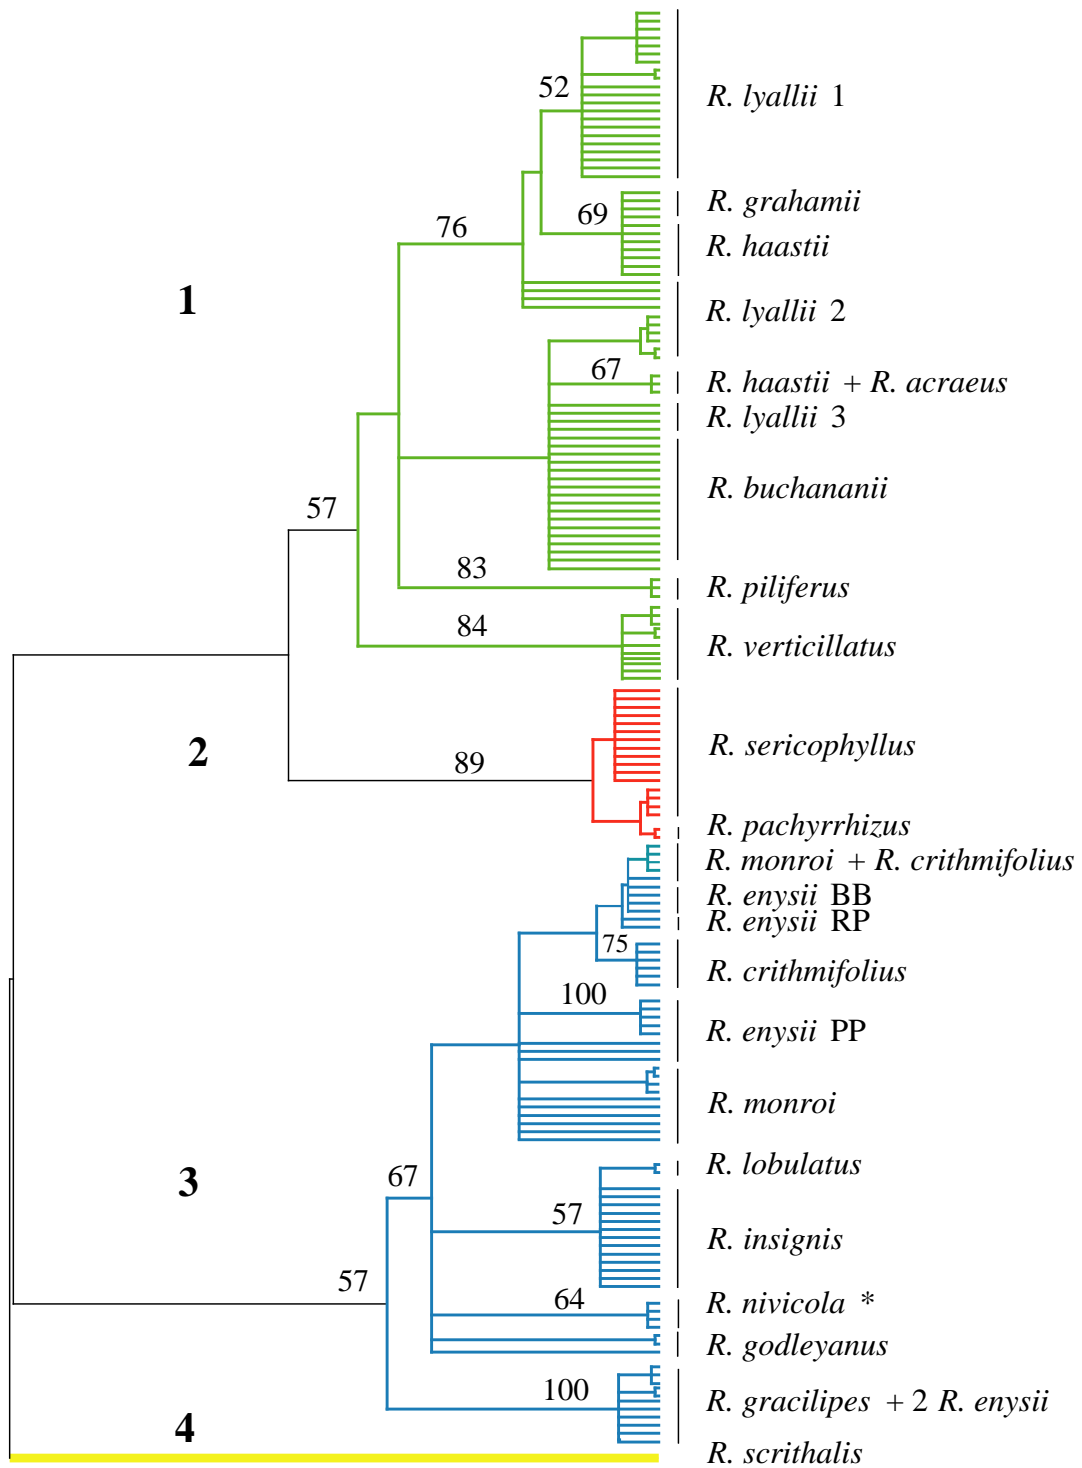 52
R. lyallii 1
R. grahamii
69
76
R. haastii
1
R. lyallii 2
67
R. haastii + R. acraeus
R. lyallii 3
R. buchananii
57
83
R. piliferus
84
R. verticillatus
2
R. sericophyllus
89
R. pachyrrhizus
R. monroi + R. crithmifolius
R. enysii BB
R. enysii RP
75
R. crithmifolius
100
R. enysii PP
R. monroi
R. lobulatus
3
67
57
R. insignis
57
64
R. nivicola *
R. godleyanus
100
R. gracilipes + 2 R. enysii
4
R. scrithalis